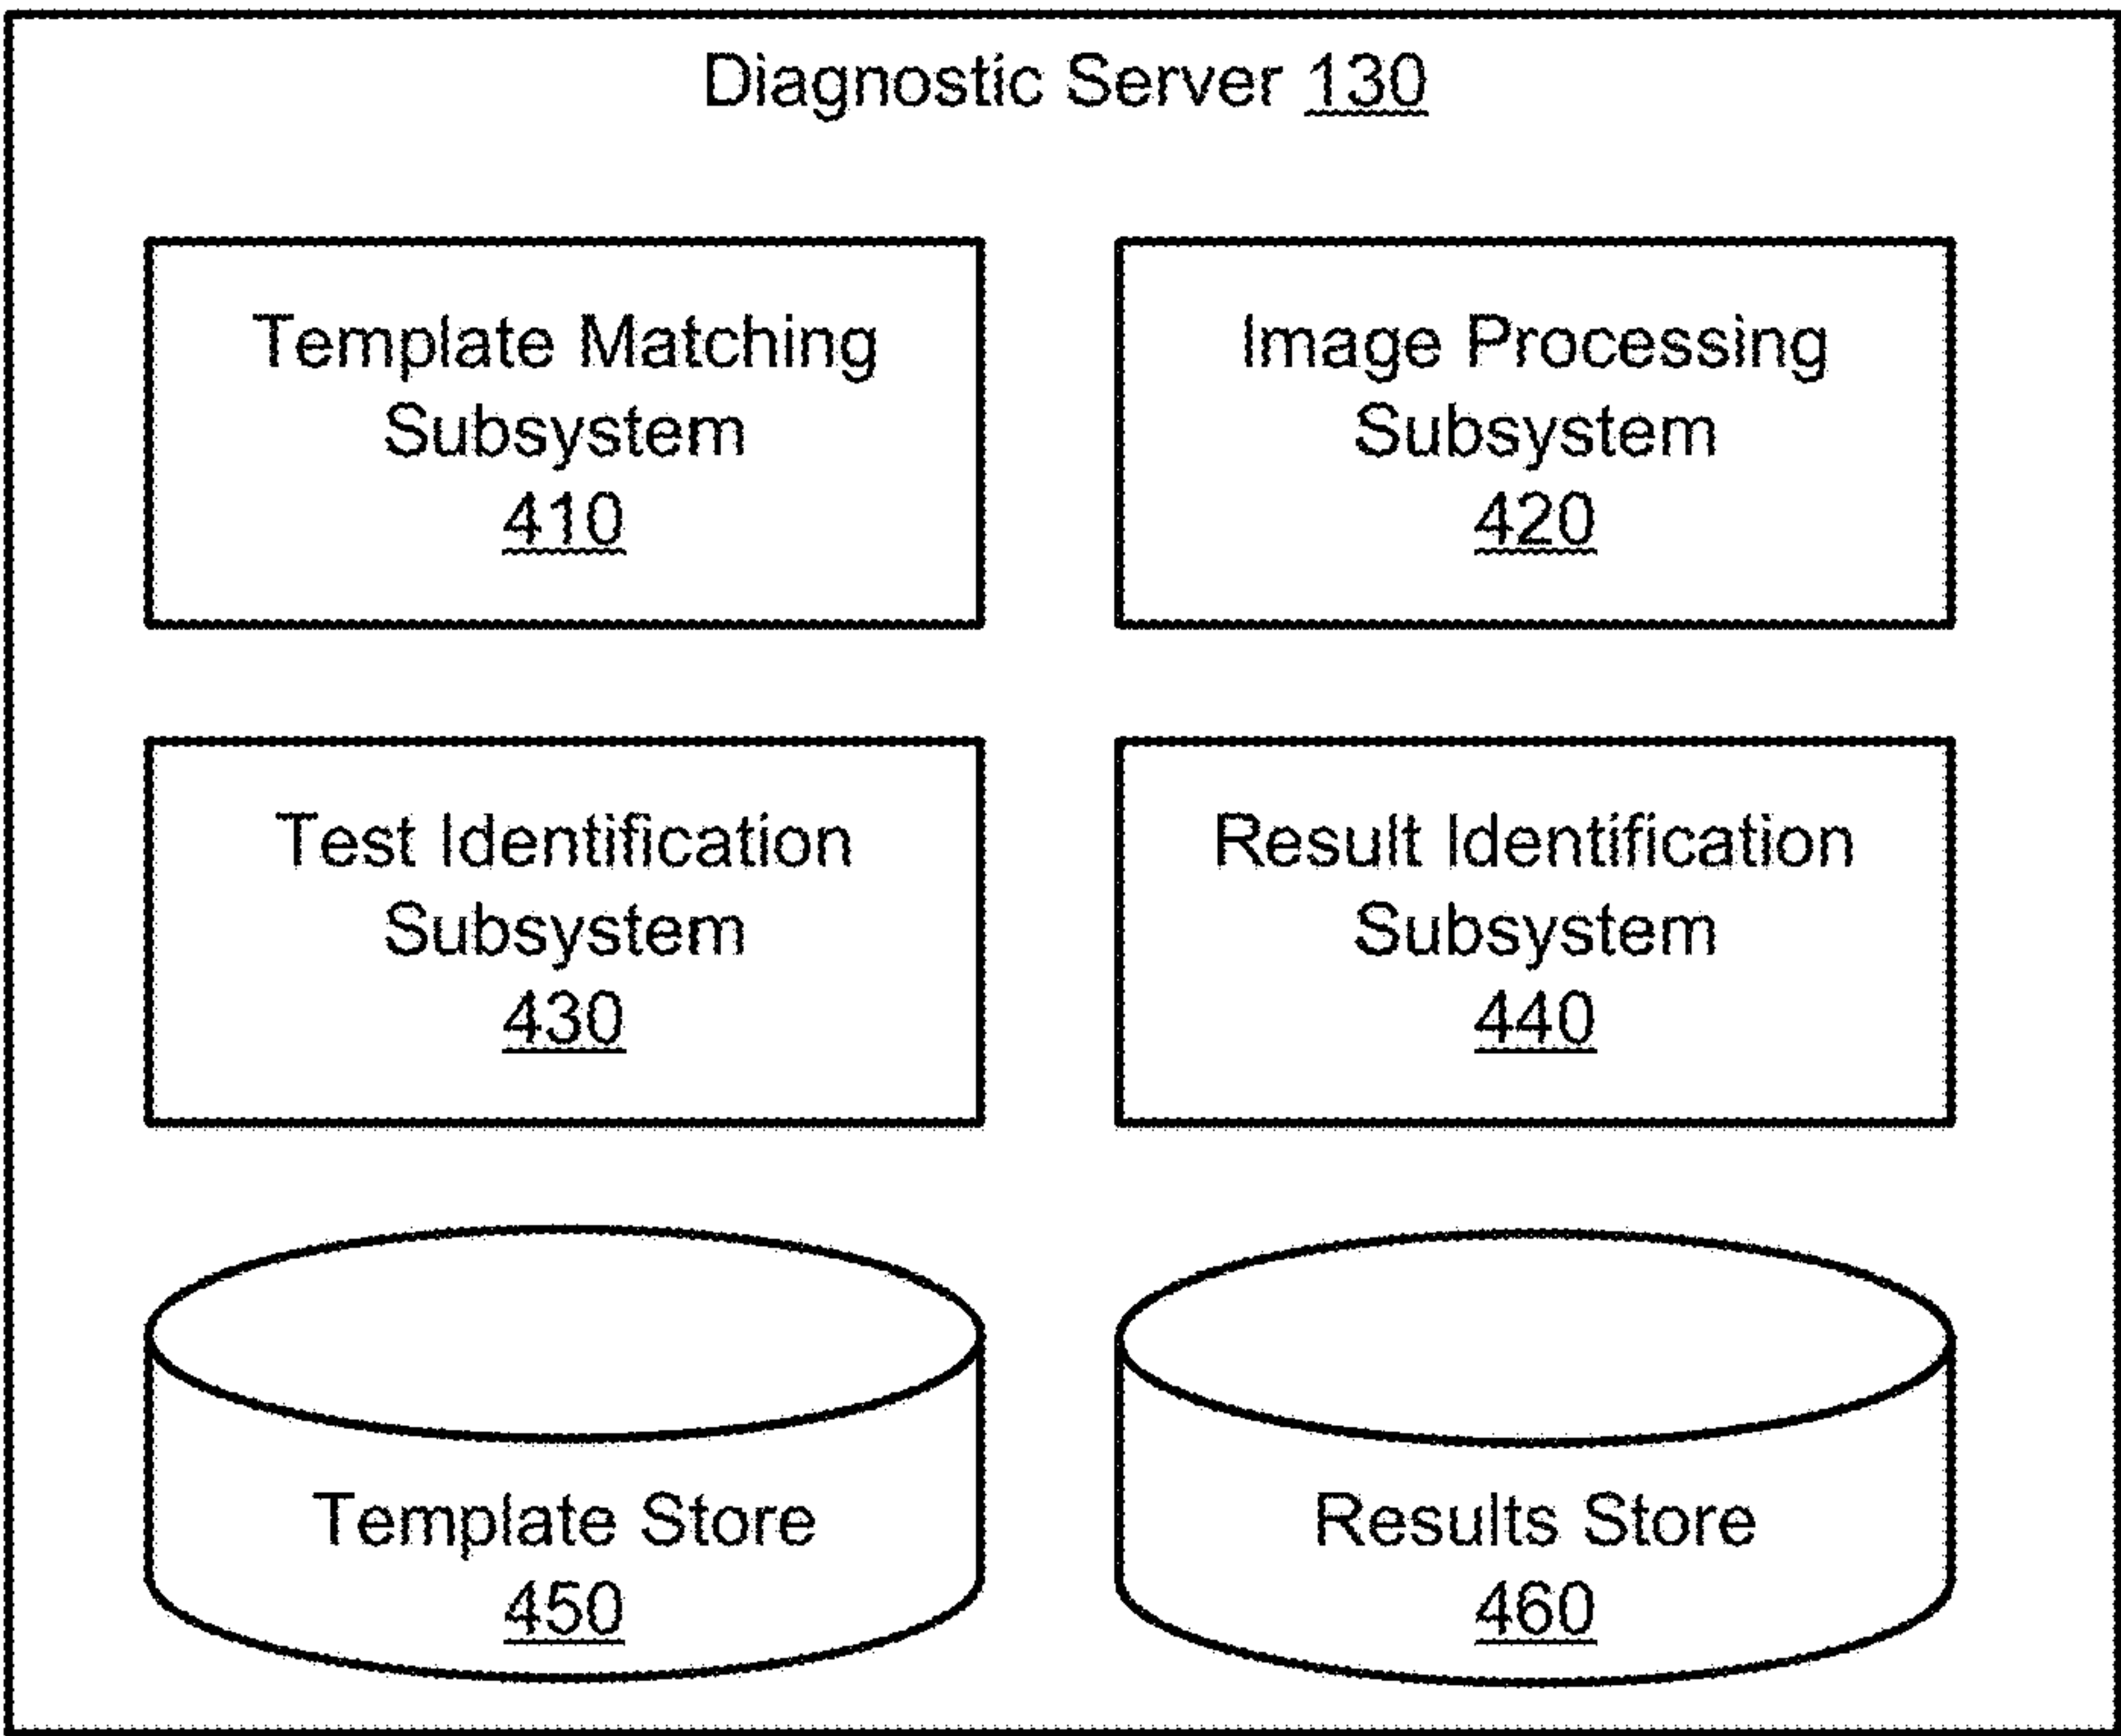 Diagnostic Server 130
Template Matching
Subsystem
410
Image Processing
Subsystem
420
Test Identification
Subsystem
430
Result Identification
Subsystem
440
Template Store
450
Results Store
460